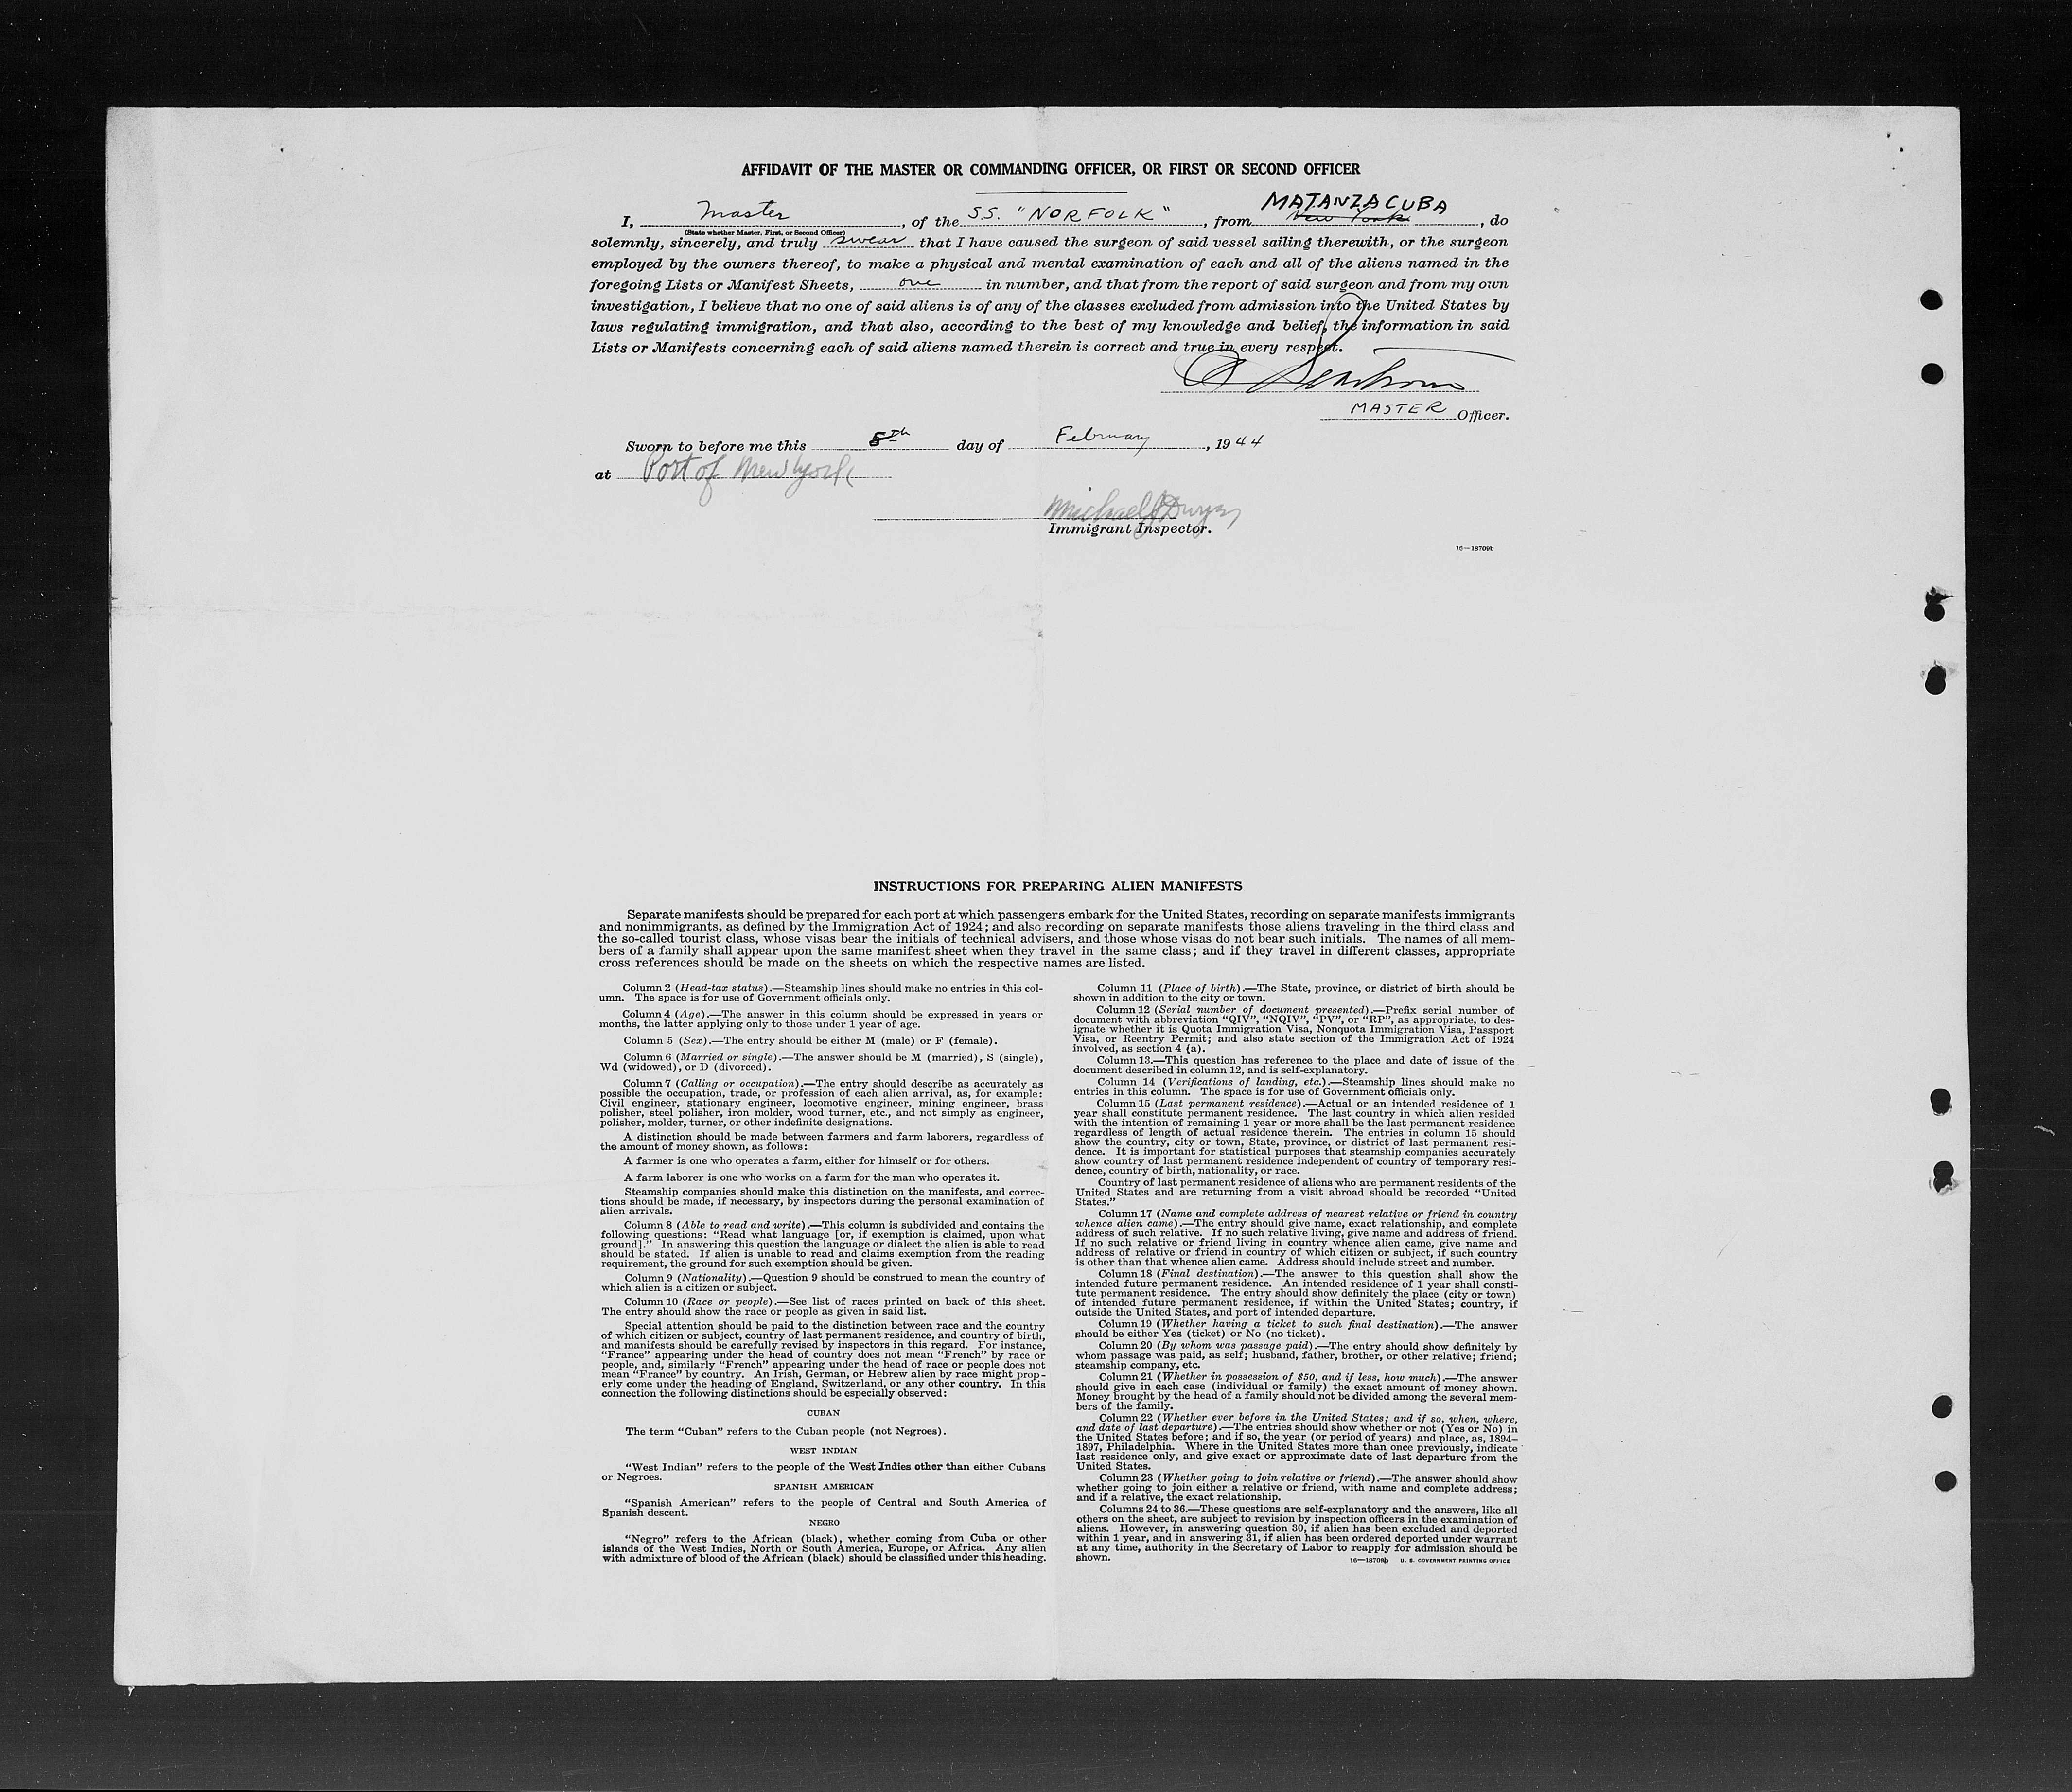 AFFIDAVIT OF THE MASTER OR COMMANDING OFFICER, OR FIRST OR SECOND OFFICER
MATANZA CUBA
I, Master, of the S.S. "NORFOLK", from New York, do
(State whether Master, First, or Second Officer)
solemnly, sincerely, and truly swear that I have caused the surgeon of said vessel sailing therewith, or the surgeon
employed by the owners thereof, to make a physical and mental examination of each and all of the aliens named in the
foregoing Lists or Manifest Sheets, one in number, and that from the report of said surgeon and from my own
investigation, I believe that no one of said aliens is of any of the classes excluded from admission into the United States by
laws regulating immigration, and that also, according to the best of my knowledge and belief, the information in said
Lists or Manifests concerning each of said aliens named therein is correct and true in every respect.
MASTER Officer.
Sworn to before me this 8th day of February, 1944
at Port of New York
Michael J Dwyer
Immigrant Inspector.
16—18709b
INSTRUCTIONS FOR PREPARING ALIEN MANIFESTS
Separate manifests should be prepared for each port at which passengers embark for the United States, recording on separate manifests immigrants
and nonimmigrants, as defined by the Immigration Act of 1924; and also recording on separate manifests those aliens traveling in the third class and
the so-called tourist class, whose visas bear the initials of technical advisers, and those whose visas do not bear such initials. The names of all mem-
bers of a family shall appear upon the same manifest sheet when they travel in the same class; and if they travel in different classes, appropriate
cross references should be made on the sheets on which the respective names are listed.
Column 2 (Head-tax status).—Steamship lines should make no entries in this col-
umn. The space is for use of Government officials only.
Column 4 (Age).—The answer in this column should be expressed in years or
months, the latter applying only to those under 1 year of age.
Column 5 (Sex).—The entry should be either M (male) or F (female).
Column 6 (Married or single).—The answer should be M (married), S (single),
Wd (widowed), or D (divorced).
Column 7 (Calling or occupation).—The entry should describe as accurately as
possible the occupation, trade, or profession of each alien arrival, as, for example:
Civil engineer, stationary engineer, locomotive engineer, mining engineer, brass
polisher, steel polisher, iron molder, wood turner, etc., and not simply as engineer,
polisher, molder, turner, or other indefinite designations.
A distinction should be made between farmers and farm laborers, regardless of
the amount of money shown, as follows:
A farmer is one who operates a farm, either for himself or for others.
A farm laborer is one who works on a farm for the man who operates it.
Steamship companies should make this distinction on the manifests, and correc-
tions should be made, if necessary, by inspectors during the personal examination of
alien arrivals.
Column 8 (Able to read and write).—This column is subdivided and contains the
following questions: "Read what language [or, if exemption is claimed, upon what
ground]." In answering this question the language or dialect the alien is able to read
should be stated. If alien is unable to read and claims exemption from the reading
requirement, the ground for such exemption should be given.
Column 9 (Nationality).—Question 9 should be construed to mean the country of
which alien is a citizen or subject.
Column 10 (Race or people).—See list of races printed on back of this sheet.
The entry should show the race or people as given in said list.
Special attention should be paid to the distinction between race and the country
of which citizen or subject, country of last permanent residence, and country of birth,
and manifests should be carefully revised by inspectors in this regard. For instance,
"France" appearing under the head of country does not mean "French" by race or
people, and, similarly "French" appearing under the head of race or people does not
mean "France" by country. An Irish, German, or Hebrew alien by race might prop-
erly come under the heading of England, Switzerland, or any other country. In this
connection the following distinctions should be especially observed:
CUBAN
The term "Cuban" refers to the Cuban people (not Negroes).
WEST INDIAN
"West Indian" refers to the people of the West Indies other than either Cubans
or Negroes.
SPANISH AMERICAN
"Spanish American" refers to the people of Central and South America of
Spanish descent.
NEGRO
"Negro" refers to the African (black), whether coming from Cuba or other
islands of the West Indies, North or South America, Europe, or Africa. Any alien
with admixture of blood of the African (black) should be classified under this heading.
Column 11 (Place of birth).—The State, province, or district of birth should be
shown in addition to the city or town.
Column 12 (Serial number of document presented).—Prefix serial number of
document with abbreviation "QIV", "NQIV", "PV", or "RP", as appropriate, to des-
ignate whether it is Quota Immigration Visa, Nonquota Immigration Visa, Passport
Visa, or Reentry Permit; and also state section of the Immigration Act of 1924
involved, as section 4 (a).
Column 13.—This question has reference to the place and date of issue of the
document described in column 12, and is self-explanatory.
Column 14 (Verifications of landing, etc.).—Steamship lines should make no
entries in this column. The space is for use of Government officials only.
Column 15 (Last permanent residence).—Actual or an intended residence of 1
year shall constitute permanent residence. The last country in which alien resided
with the intention of remaining 1 year or more shall be the last permanent residence
regardless of length of actual residence therein. The entries in column 15 should
show the country, city or town, State, province, or district of last permanent resi-
dence. It is important for statistical purposes that steamship companies accurately
show country of last permanent residence independent of country of temporary resi-
dence, country of birth, nationality, or race.
Country of last permanent residence of aliens who are permanent residents of the
United States and are returning from a visit abroad should be recorded "United
States."
Column 17 (Name and complete address of nearest relative or friend in country
whence alien came).—The entry should give name, exact relationship, and complete
address of such relative. If no such relative living, give name and address of friend.
If no such relative or friend living in country whence alien came, give name and
address of relative or friend in country of which citizen or subject, if such country
is other than that whence alien came. Address should include street and number.
Column 18 (Final destination).—The answer to this question shall show the
intended future permanent residence. An intended residence of 1 year shall consti-
tute permanent residence. The entry should show definitely the place (city or town)
of intended future permanent residence, if within the United States; country, if
outside the United States, and port of intended departure.
Column 19 (Whether having a ticket to such final destination).—The answer
should be either Yes (ticket) or No (no ticket).
Column 20 (By whom was passage paid).—The entry should show definitely by
whom passage was paid, as self; husband, father, brother, or other relative; friend;
steamship company, etc.
Column 21 (Whether in possession of $50, and if less, how much).—The answer
should give in each case (individual or family) the exact amount of money shown.
Money brought by the head of a family should not be divided among the several mem-
bers of the family.
Column 22 (Whether ever before in the United States; and if so, when, where,
and date of last departure).—The entries should show whether or not (Yes or No) in
the United States before; and if so, the year (or period of years) and place, as, 1894–
1897, Philadelphia. Where in the United States more than once previously, indicate
last residence only, and give exact or approximate date of last departure from the
United States.
Column 23 (Whether going to join relative or friend).—The answer should show
whether going to join either a relative or friend, with name and complete address;
and if a relative, the exact relationship.
Columns 24 to 36.—These questions are self-explanatory and the answers, like all
others on the sheet, are subject to revision by inspection officers in the examination of
aliens. However, in answering question 30, if alien has been excluded and deported
within 1 year, and in answering 31, if alien has been ordered deported under warrant
at any time, authority in the Secretary of Labor to reapply for admission should be
shown.
16—18709b U. S. GOVERNMENT PRINTING OFFICE